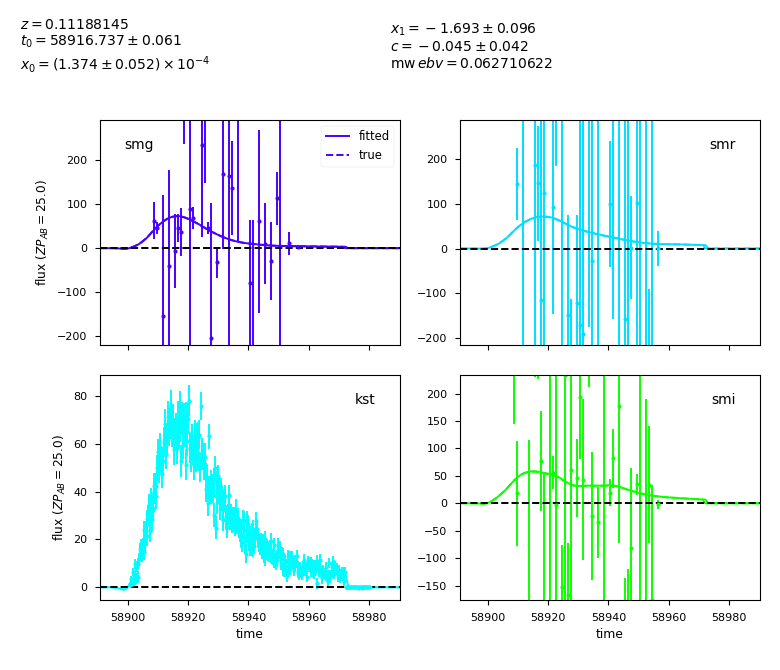 z = 0.11188145
t₀ = 58916.737 ± 0.061
x₀ = (1.374 ± 0.052) × 10⁻⁴
x₁ = −1.693 ± 0.096
c = −0.045 ± 0.042
mw ebv = 0.062710622
smg
fitted
true
flux (ZP_AB = 25.0)
200
100
0
−100
−200
smr
200
100
0
−100
−200
kst
flux (ZP_AB = 25.0)
80
60
40
20
0
58900 58920 58940 58960 58980
time
smi
200
150
100
50
0
−50
−100
−150
58900 58920 58940 58960 58980
time